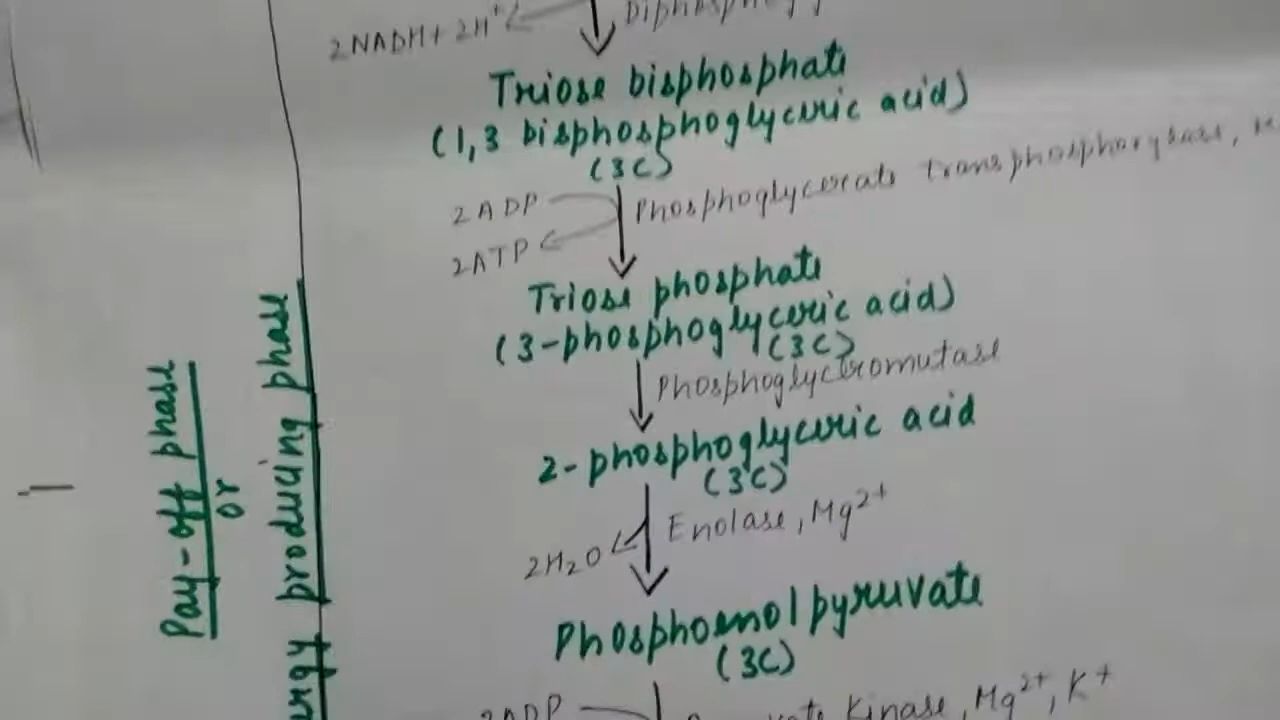 2NADH + 2H⁺
Triose bisphosphate
(1,3 bisphosphoglyceric acid)
(3C)
2ADP
Phosphoglycerate transphosphorylase,
2ATP
Triose phosphate
(3-phosphoglyceric acid)
(3C)
Phosphoglyceromutase
2-phosphoglyceric acid
(3C)
Enolase, Mg²⁺
2H₂O
Phosphoenolpyruvate
(3C)
2ADP
Kinase, Mg²⁺, K⁺
Pay-off phase
or
producing phase